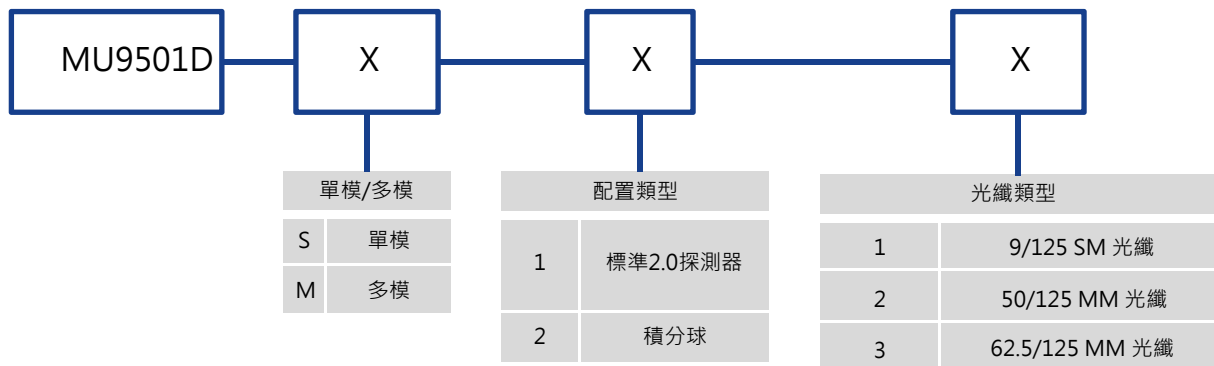 MU9501D X X X
單模/多模 配置類型 光纖類型
S 單模
M 多模
1 標準2.0探測器
2 積分球
1 9/125 SM 光纖
2 50/125 MM 光纖
3 62.5/125 MM 光纖